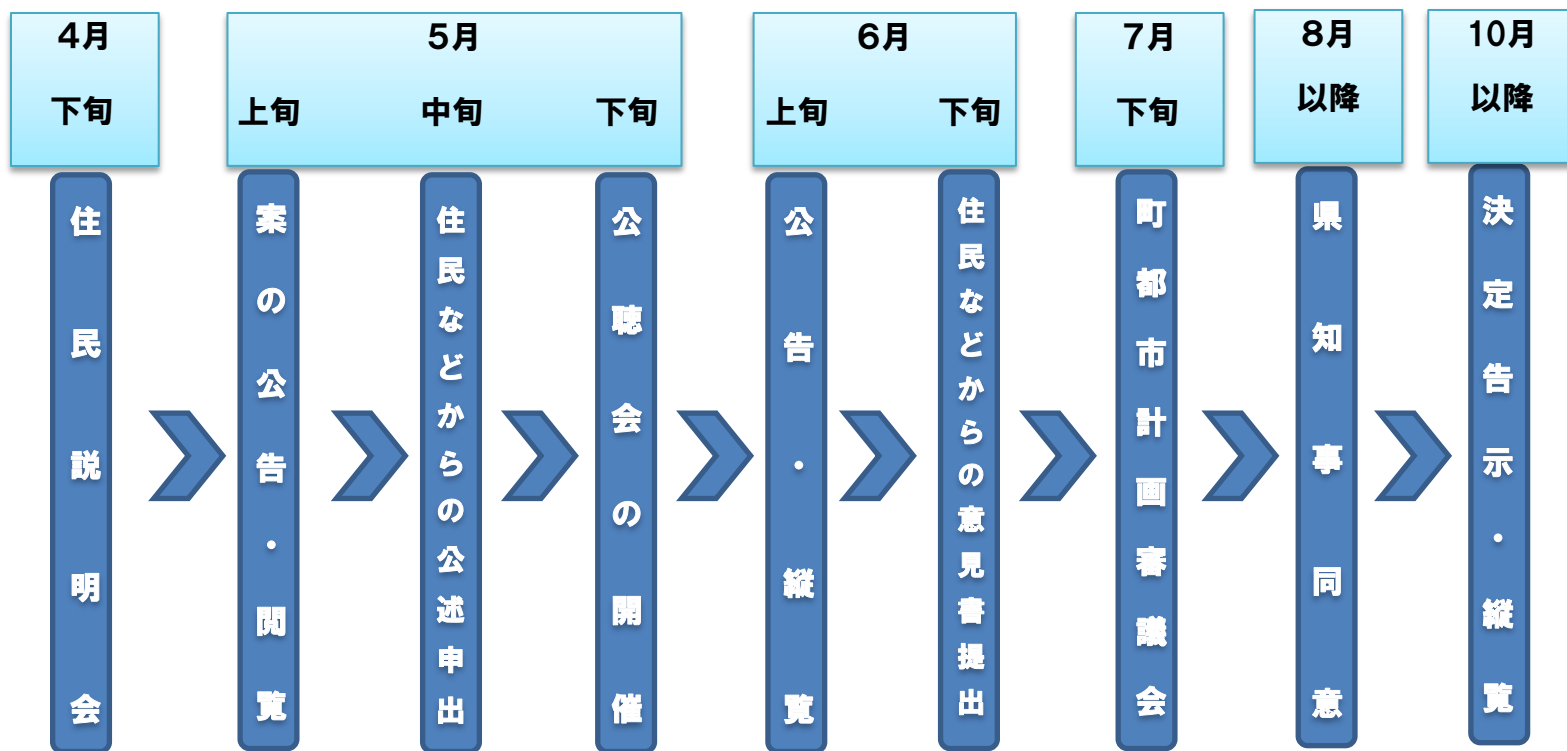 4月
下旬
5月
上旬
中旬
下旬
6月
上旬
下旬
7月
下旬
8月
以降
10月
以降
住民説明会
案の公告・閲覧
住民などからの公述申出
公聴会の開催
公告・縦覧
住民などからの意見書提出
町都市計画審議会
県知事同意
決定告示・縦覧